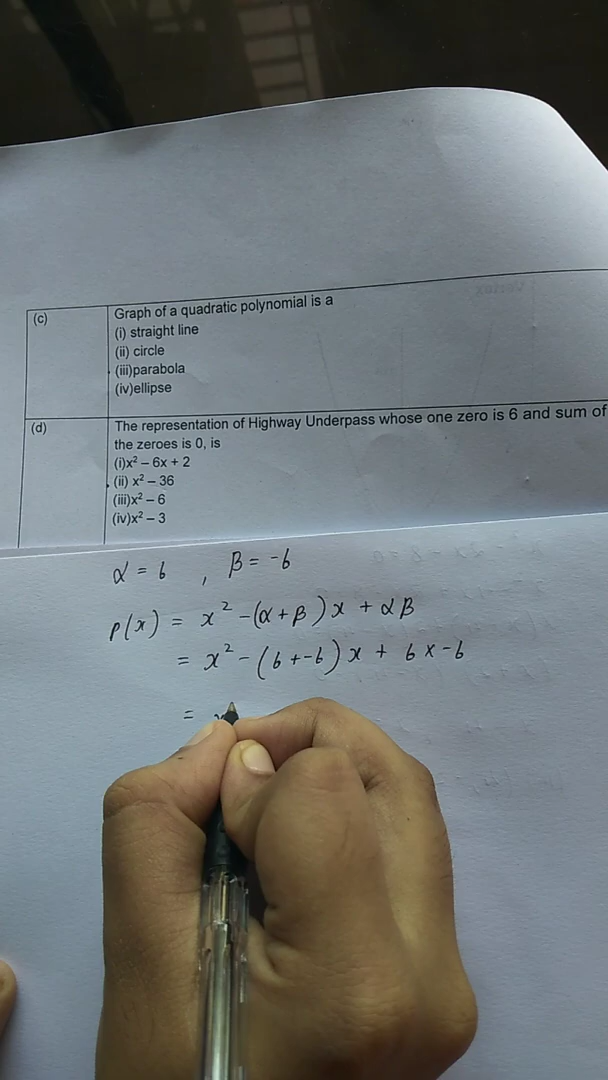 (c) Graph of a quadratic polynomial is a
(i) straight line
(ii) circle
(iii)parabola
(iv)ellipse
(d) The representation of Highway Underpass whose one zero is 6 and sum of
the zeroes is 0, is
(i)x² – 6x + 2
(ii) x² – 36
(iii)x² – 6
(iv)x² – 3
α = 6 , β = -6
p(x) = x² -(α+β)x + αβ
= x² - (6+-6)x + 6 x -6
=